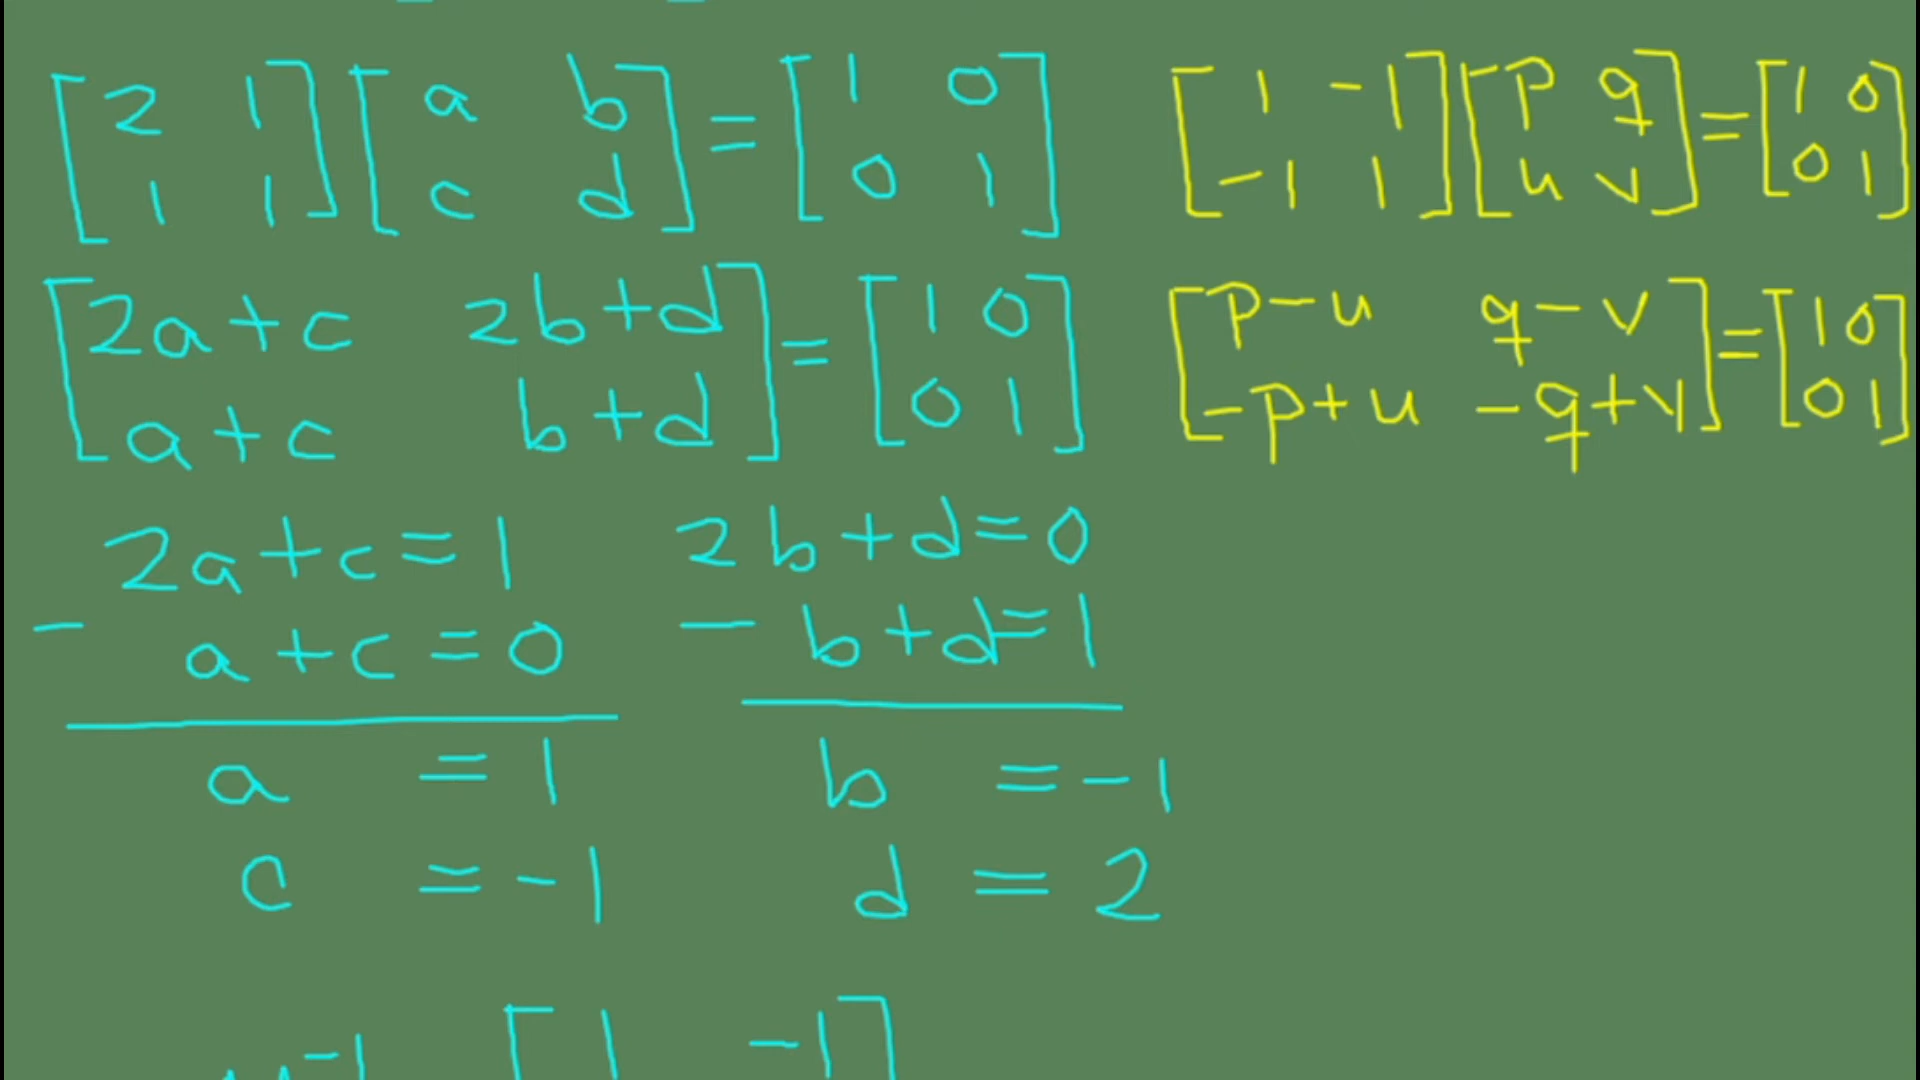 [2 1 [a b = [1 0
1 1] c d] 0 1]
[2a+c 2b+d = [1 0
a+c b+d] 0 1]
2a+c=1 2b+d=0
- a+c=0 - b+d=1
a =1 b =-1
c =-1 d =2
-1 [1 -1]
[1 -1 [p q = [1 0
-1 1] u v] 0 1]
[p-u q-v = [1 0
-p+u -q+v] 0 1]